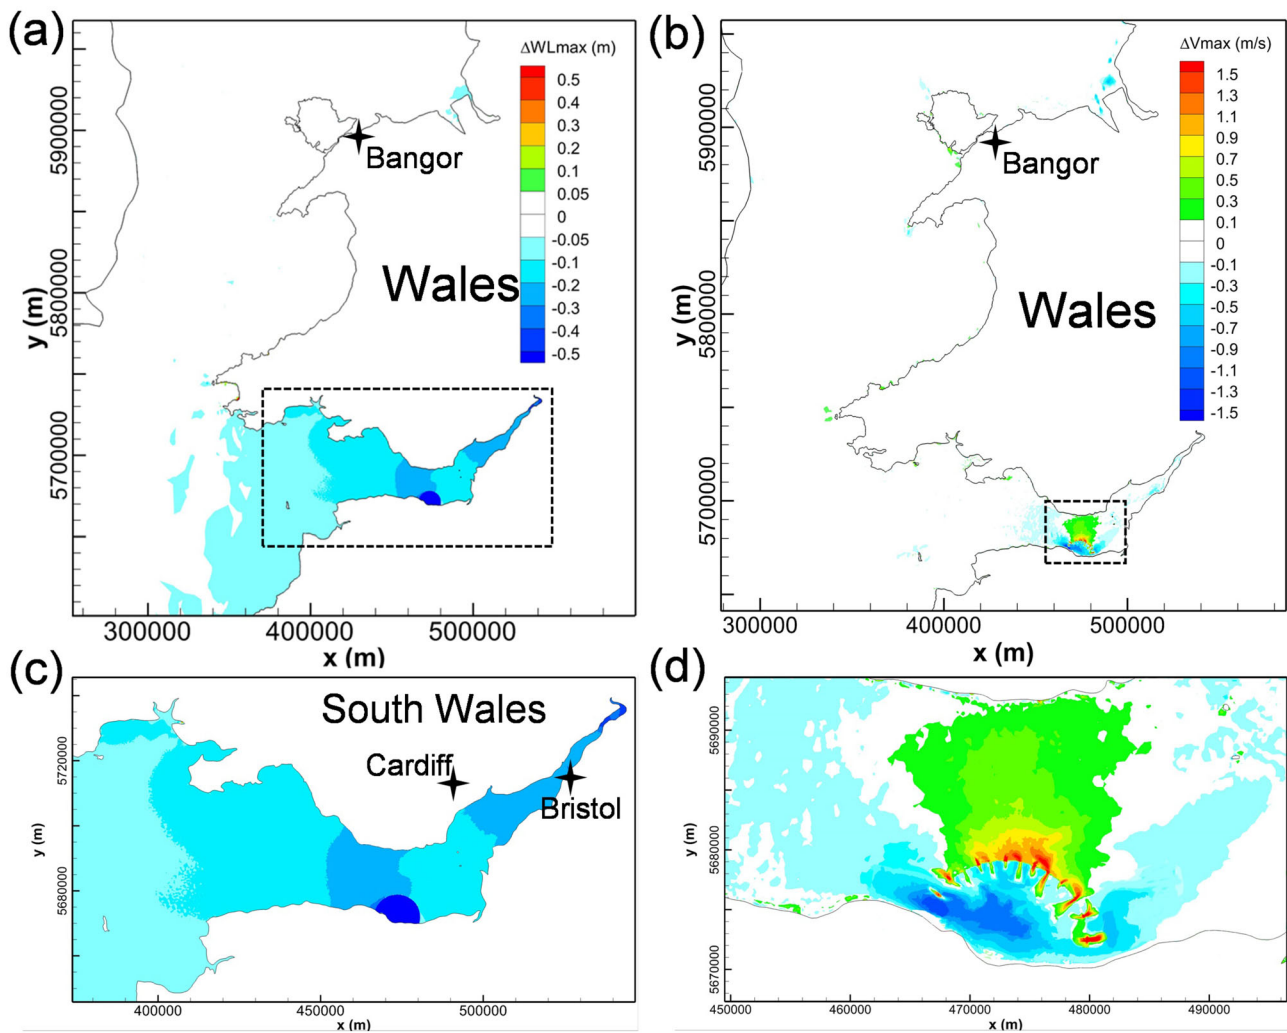 (a)
ΔWLmax (m)
0.5
0.4
0.3
0.2
0.1
0.05
0
-0.05
-0.1
-0.2
-0.3
-0.4
-0.5
Bangor
Wales
5900000
5800000
5700000
y (m)
300000
400000
500000
x (m)
(b)
ΔVmax (m/s)
1.5
1.3
1.1
0.9
0.7
0.5
0.3
0.1
0
-0.1
-0.3
-0.5
-0.7
-0.9
-1.1
-1.3
-1.5
Bangor
Wales
5900000
5800000
5700000
y (m)
300000
400000
500000
x (m)
(c)
South Wales
Cardiff
Bristol
5720000
5680000
y (m)
400000
450000
500000
x (m)
(d)
5690000
5680000
5670000
y (m)
450000
460000
470000
480000
490000
x (m)